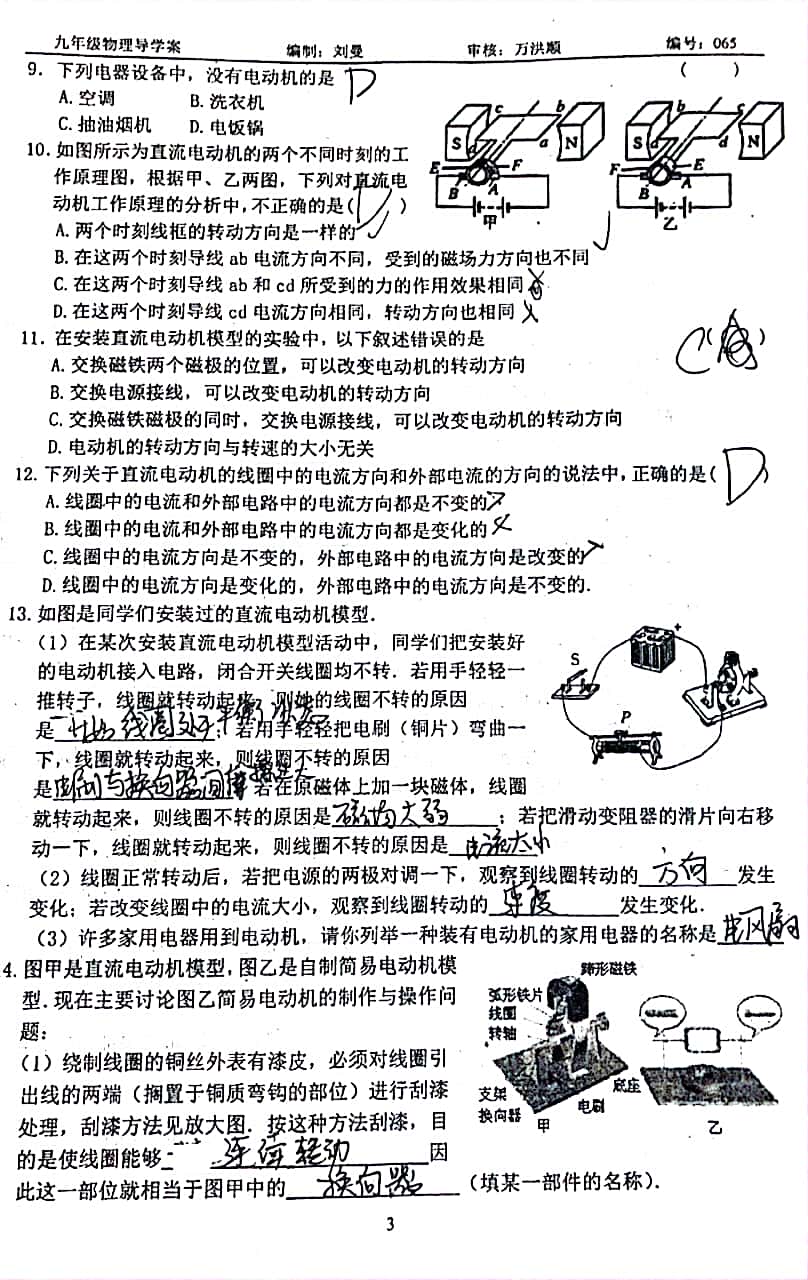 九年级物理导学案 编制：刘曼 审核：万洪顺 编号：065
9．下列电器设备中，没有电动机的是 D （ ）
A.空调 B.洗衣机
C.抽油烟机 D.电饭锅
c b b c
S d a N S a d N
E F F E
B A B A
甲 乙
10.如图所示为直流电动机的两个不同时刻的工
作原理图，根据甲、乙两图，下列对直流电
动机工作原理的分析中,不正确的是( D )
A.两个时刻线框的转动方向是一样的 √
B.在这两个时刻导线 ab 电流方向不同，受到的磁场力方向也不同 √
C.在这两个时刻导线 ab 和 cd 所受到的力的作用效果相同
D.在这两个时刻导线 cd 电流方向相同，转动方向也相同 ×
11．在安装直流电动机模型的实验中，以下叙述错误的是 C ( )
A.交换磁铁两个磁极的位置，可以改变电动机的转动方向
B.交换电源接线，可以改变电动机的转动方向
C.交换磁铁磁极的同时，交换电源接线，可以改变电动机的转动方向
D.电动机的转动方向与转速的大小无关
12.下列关于直流电动机的线圈中的电流方向和外部电流的方向的说法中,正确的是( D )
A.线圈中的电流和外部电路中的电流方向都是不变的 ×
B.线圈中的电流和外部电路中的电流方向都是变化的 ×
C.线圈中的电流方向是不变的，外部电路中的电流方向是改变的 ×
D.线圈中的电流方向是变化的，外部电路中的电流方向是不变的.
13.如图是同学们安装过的直流电动机模型.
（1）在某次安装直流电动机模型活动中，同学们把安装好
的电动机接入电路，闭合开关线圈均不转．若用手轻轻一
推转子，线圈就转动起来，则她的线圈不转的原因
是 开始线圈处于平衡位置；若用手轻轻把电刷（铜片）弯曲一
下，线圈就转动起来，则线圈不转的原因
是 电刷与换向器间摩擦太大 若在原磁体上加一块磁体，线圈
就转动起来，则线圈不转的原因是 磁场太弱 ；若把滑动变阻器的滑片向右移
动一下，线圈就转动起来，则线圈不转的原因是 电流太小
S + P
（2）线圈正常转动后，若把电源的两极对调一下，观察到线圈转动的 方向 发生
变化；若改变线圈中的电流大小，观察到线圈转动的 速度 发生变化.
（3）许多家用电器用到电动机，请你列举一种装有电动机的家用电器的名称是 电风扇
4.图甲是直流电动机模型,图乙是自制简易电动机模
型.现在主要讨论图乙简易电动机的制作与操作问
题：
（1）绕制线圈的铜丝外表有漆皮，必须对线圈引
出线的两端（搁置于铜质弯钩的部位）进行刮漆
处理，刮漆方法见放大图．按这种方法刮漆，目
的是使线圈能够 连续转动 因
此这一部位就相当于图甲中的 换向器 （填某一部件的名称）.
蹄形磁铁
弧形铁片
线圈
转轴
支架
换向器
电刷
底座
甲 乙
3